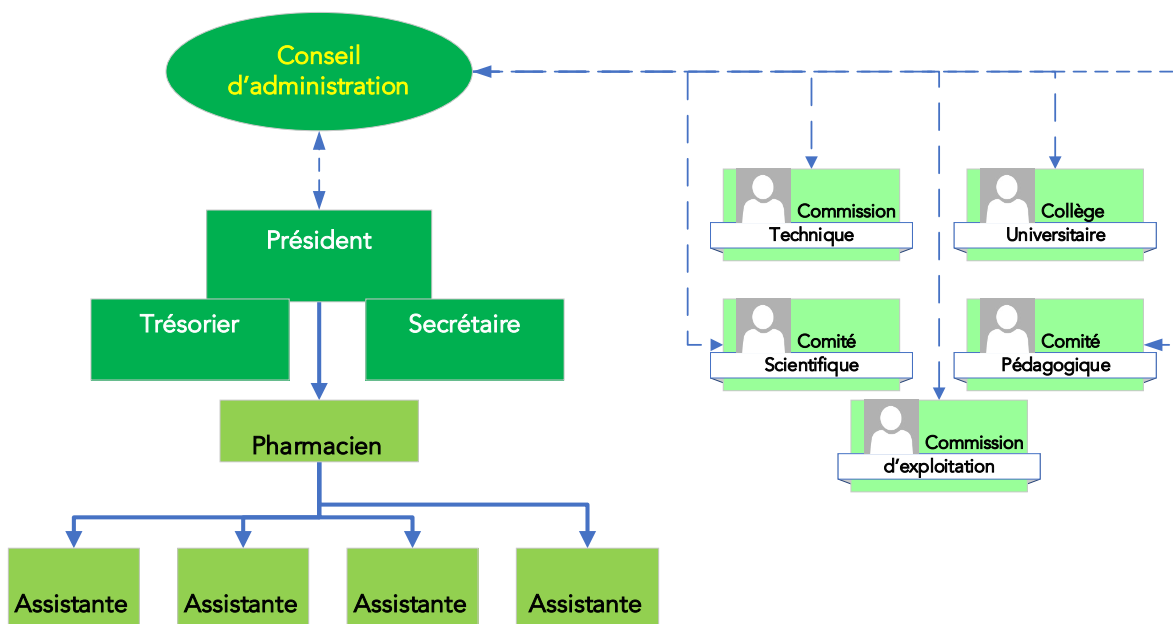 Conseil
d'administration
Président
Trésorier
Secrétaire
Pharmacien
Assistante
Assistante
Assistante
Assistante
Commission
Technique
Collège
Universitaire
Comité
Scientifique
Comité
Pédagogique
Commission
d'exploitation